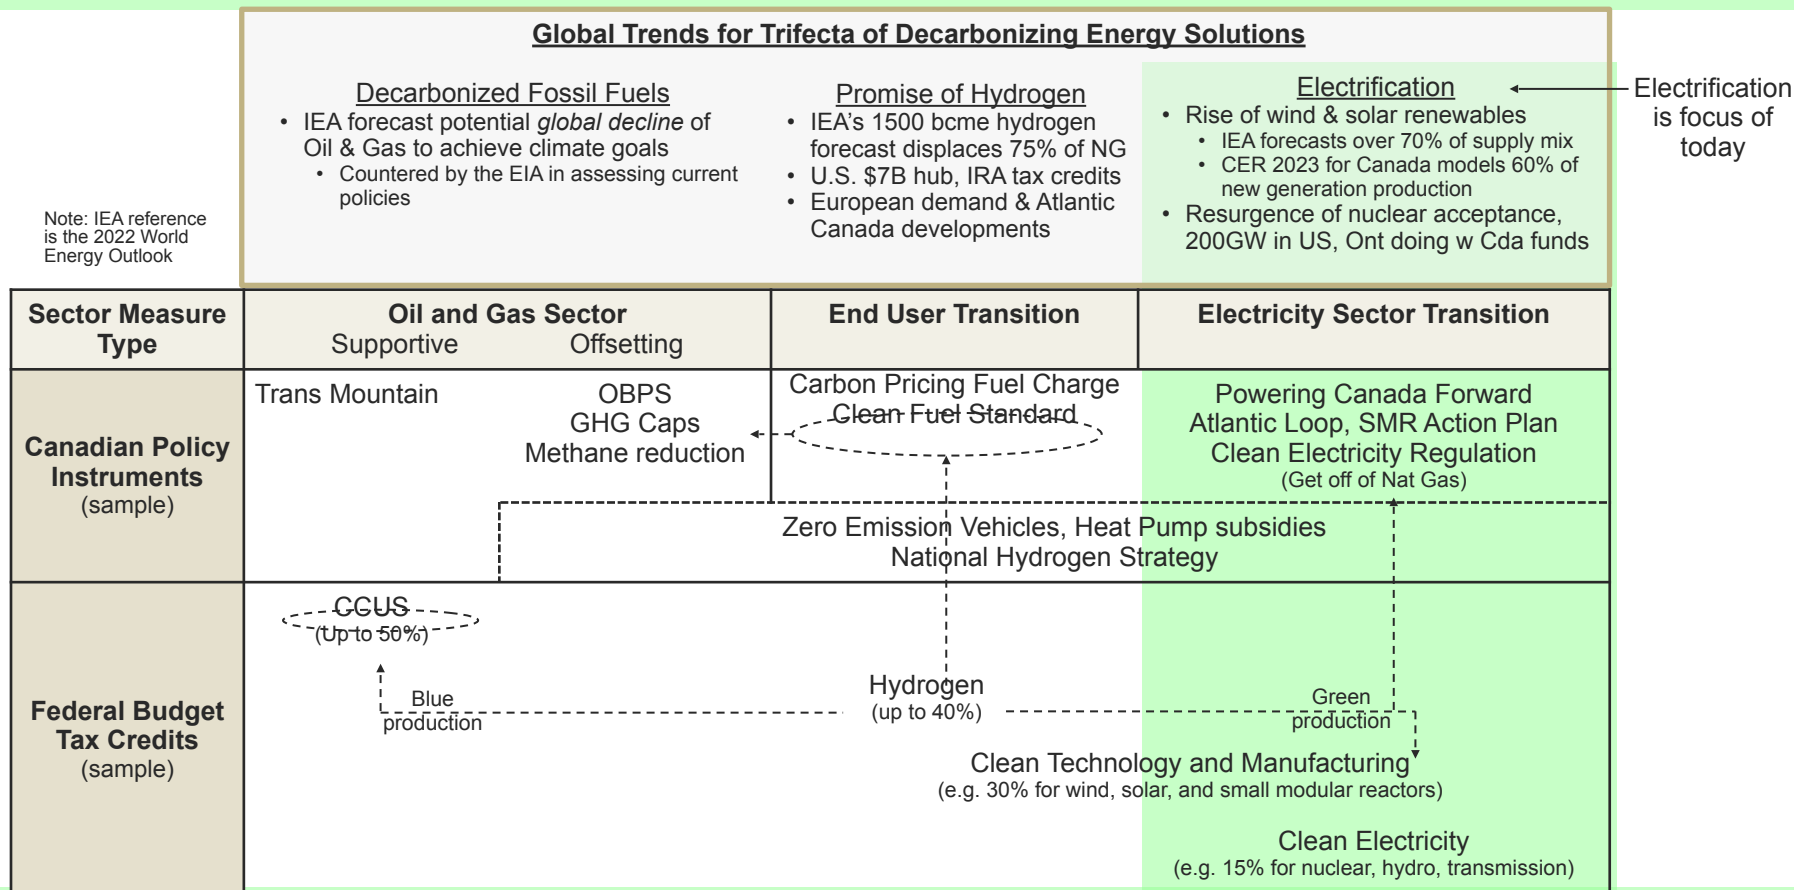 Global Trends for Trifecta of Decarbonizing Energy Solutions
Decarbonized Fossil Fuels
• IEA forecast potential global decline of
Oil & Gas to achieve climate goals
• Countered by the EIA in assessing current
policies
Promise of Hydrogen
• IEA's 1500 bcme hydrogen
forecast displaces 75% of NG
• U.S. $7B hub, IRA tax credits
• European demand & Atlantic
Canada developments
Electrification
• Rise of wind & solar renewables
• IEA forecasts over 70% of supply mix
• CER 2023 for Canada models 60% of
new generation production
• Resurgence of nuclear acceptance,
200GW in US, Ont doing w Cda funds
Electrification
is focus of
today
Note: IEA reference
is the 2022 World
Energy Outlook
Sector Measure
Type
Oil and Gas Sector
Supportive Offsetting
End User Transition
Electricity Sector Transition
Canadian Policy
Instruments
(sample)
Trans Mountain
OBPS
GHG Caps
Methane reduction
Carbon Pricing Fuel Charge
Clean Fuel Standard
Powering Canada Forward
Atlantic Loop, SMR Action Plan
Clean Electricity Regulation
(Get off of Nat Gas)
Zero Emission Vehicles, Heat Pump subsidies
National Hydrogen Strategy
Federal Budget
Tax Credits
(sample)
CCUS
(Up to 50%)
Blue
production
Hydrogen
(up to 40%)
Green
production
Clean Technology and Manufacturing
(e.g. 30% for wind, solar, and small modular reactors)
Clean Electricity
(e.g. 15% for nuclear, hydro, transmission)